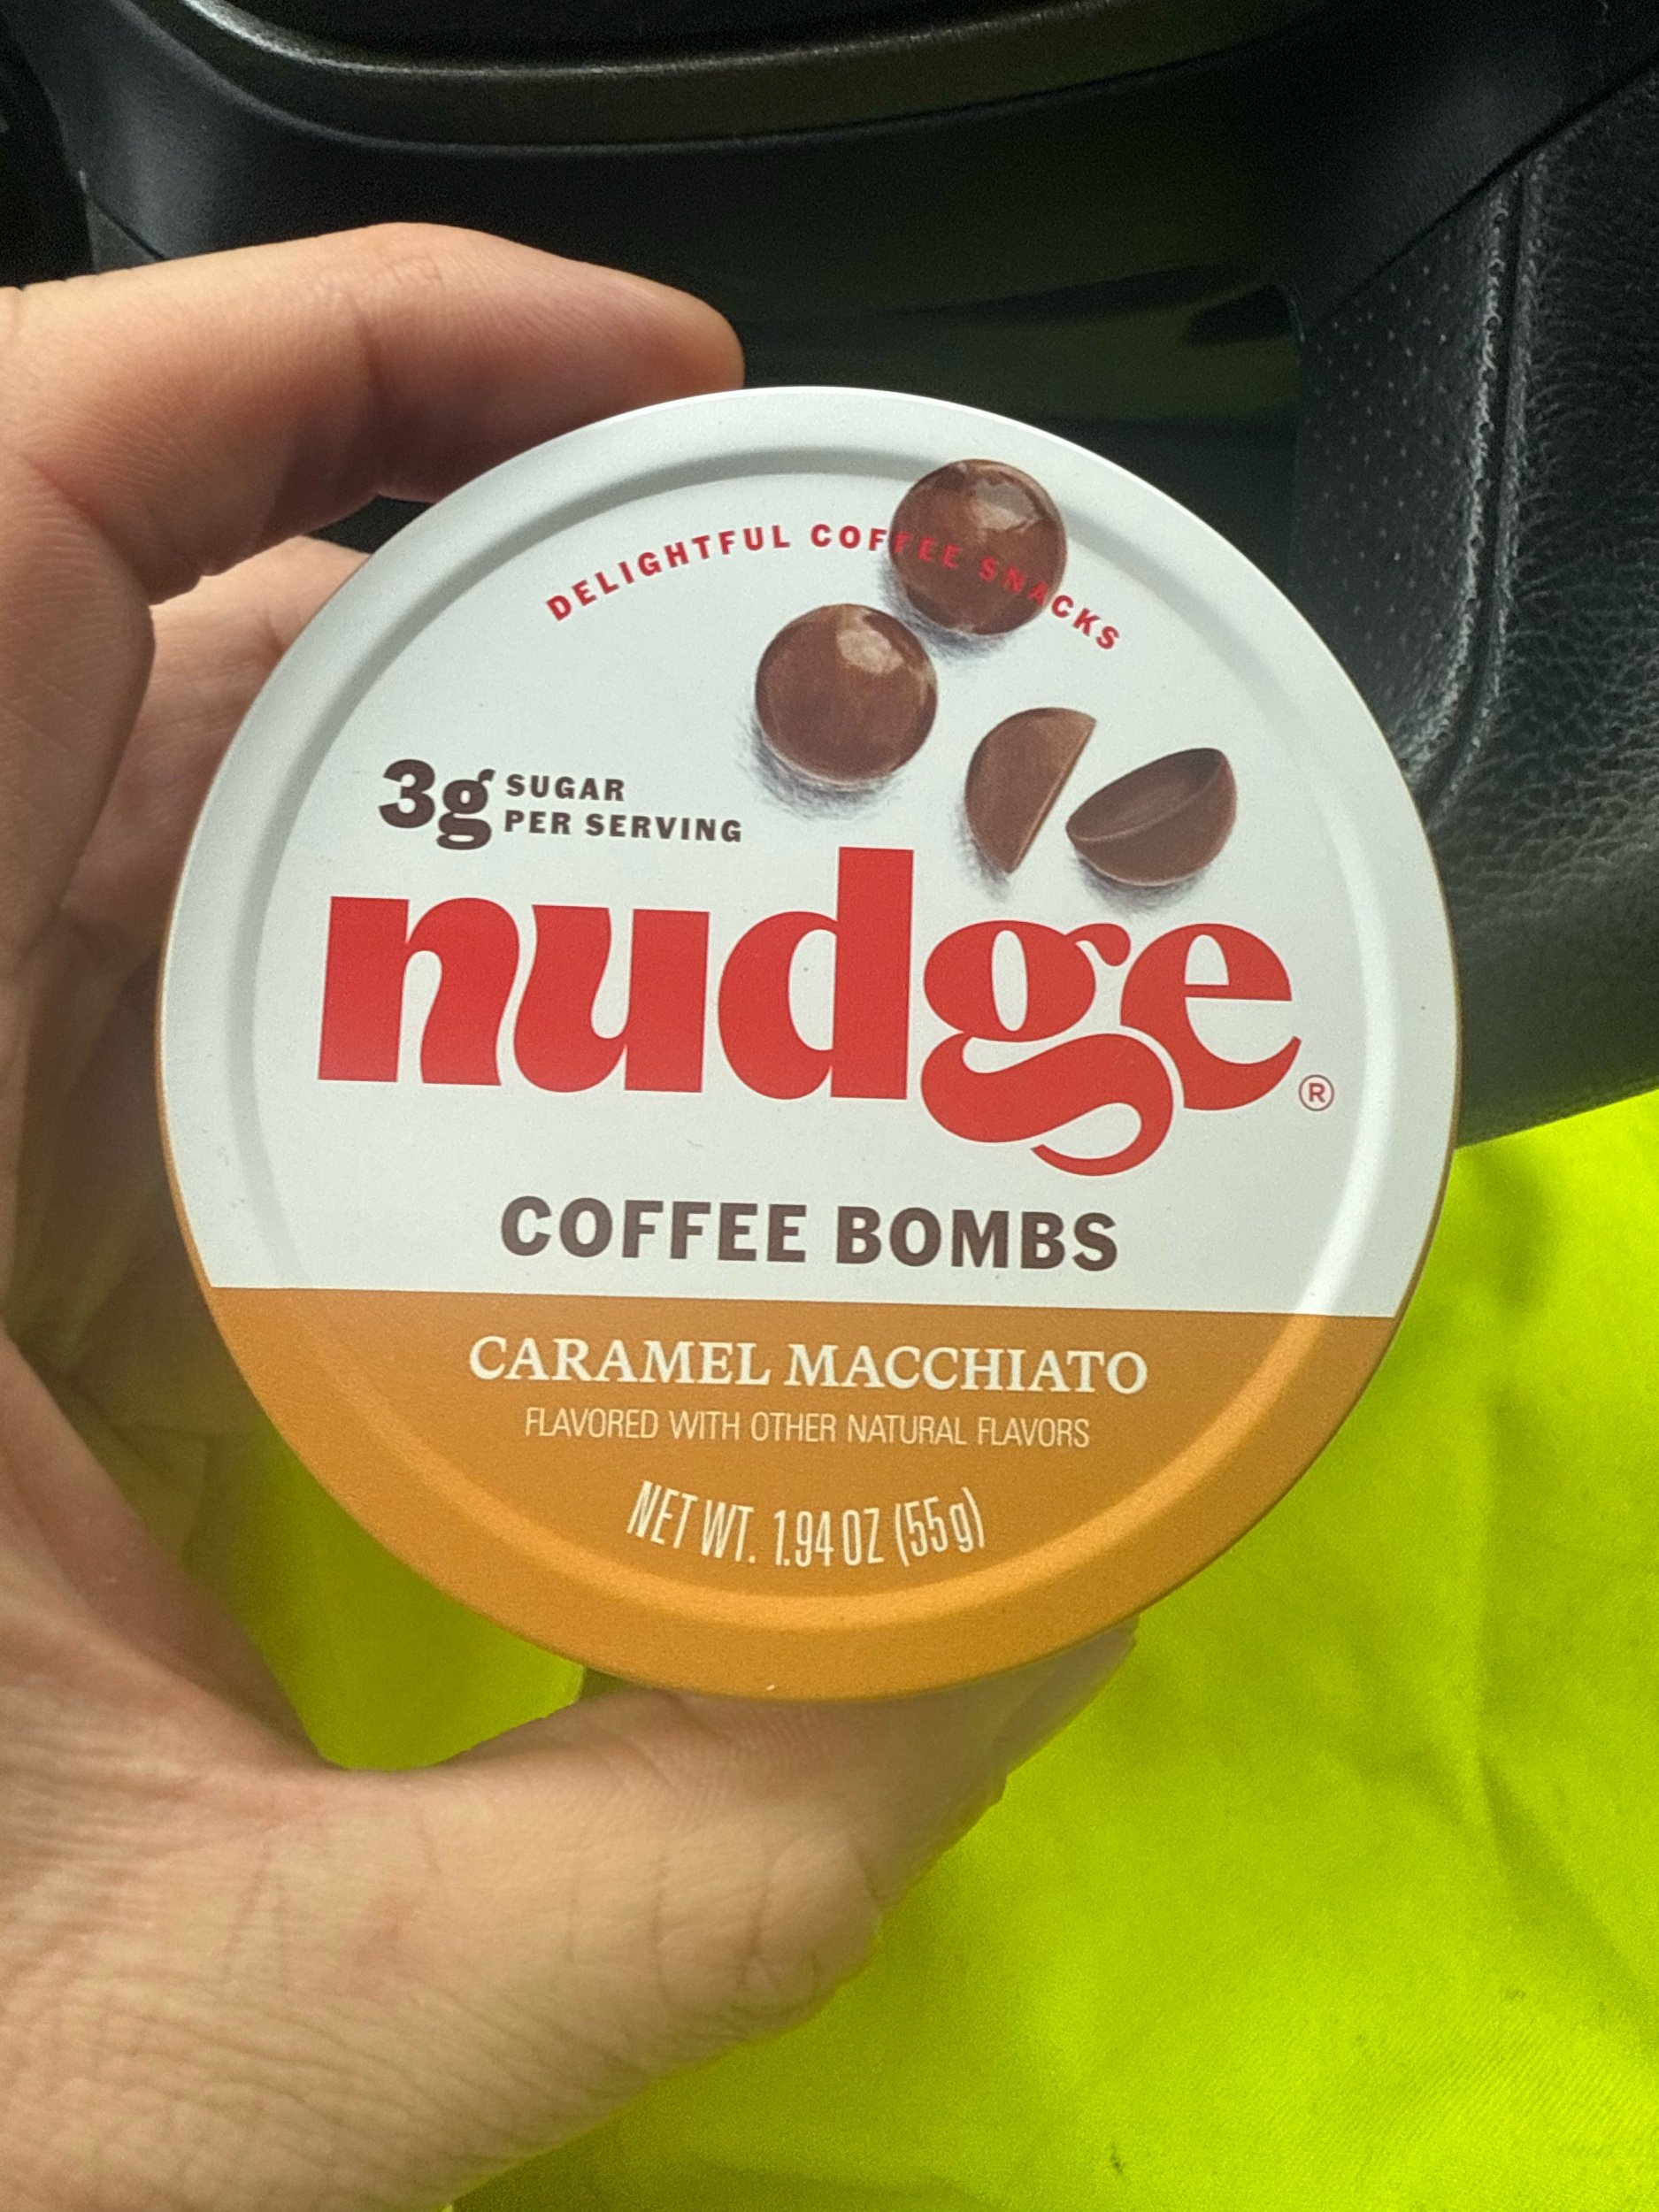 DELIGHTFUL COFFEE SNACKS
3g SUGAR
PER SERVING
nudge®
COFFEE BOMBS
CARAMEL MACCHIATO
FLAVORED WITH OTHER NATURAL FLAVORS
NET WT. 1.94 OZ (55g)